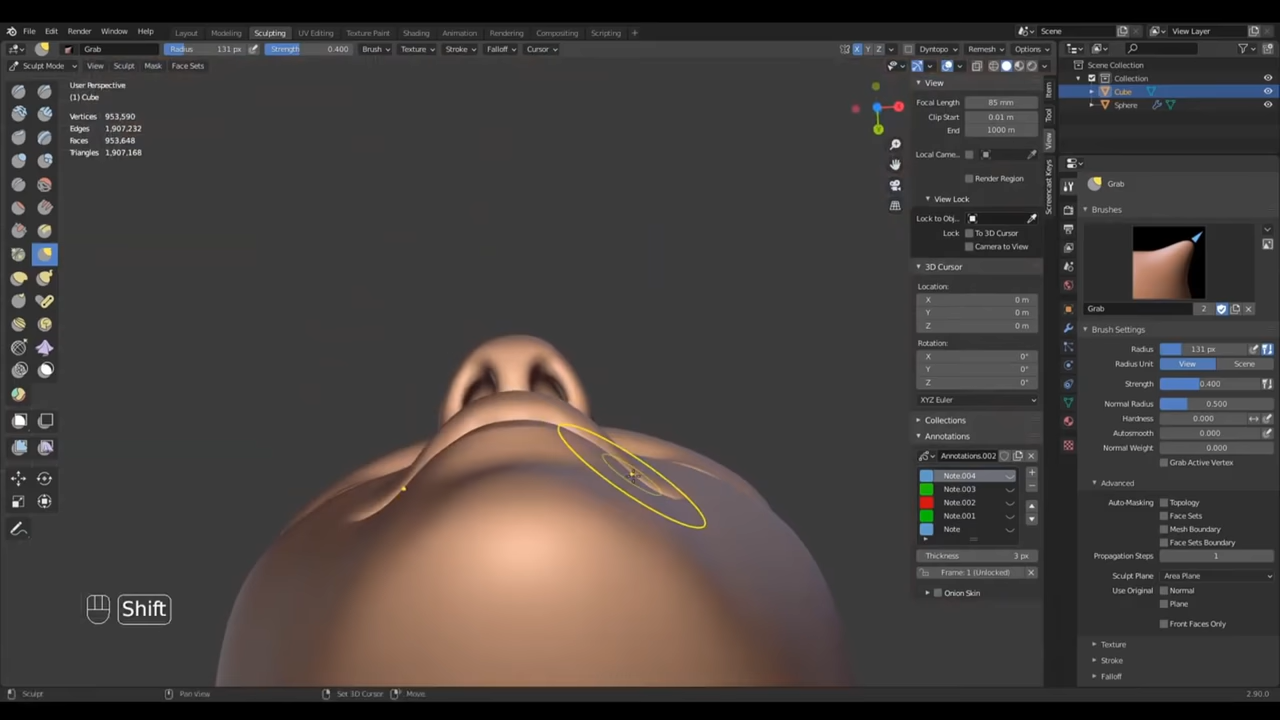 File Edit Render Window Help Layout Modeling Sculpting UV Editing Texture Paint Shading Animation Rendering Compositing Scripting + Scene View Layer
Grab Radius 131 px Strength 0.400 Brush Texture Stroke Falloff Cursor X Y Z Dyntopo Remesh Options
Sculpt Mode View Sculpt Mask Face Sets
User Perspective
(1) Cube
Vertices 953,590
Edges 1,907,232
Faces 953,648
Triangles 1,907,168
View
Focal Length 85 mm
Clip Start 0.01 m
End 1000 m
Local Came...
Render Region
View Lock
Lock to Obj...
Lock To 3D Cursor
Camera to View
3D Cursor
Location:
X 0 m
Y 0 m
Z 0 m
Rotation:
X 0°
Y 0°
Z 0°
XYZ Euler
Collections
Annotations
Annotations.002
Note.004
Note.003
Note.002
Note.001
Note
Thickness 3 px
Frame: 1 (Unlocked)
Onion Skin
Item
Tool
View
Screencast Keys
Scene Collection
Collection
Cube
Sphere
Grab
Brushes
Grab 2
Brush Settings
Radius 131 px
Radius Unit View Scene
Strength 0.400
Normal Radius 0.500
Hardness 0.000
Autosmooth 0.000
Normal Weight 0.000
Grab Active Vertex
Advanced
Auto-Masking Topology
Face Sets
Mesh Boundary
Face Sets Boundary
Propagation Steps 1
Sculpt Plane Area Plane
Use Original Normal
Plane
Front Faces Only
Texture
Stroke
Falloff
Shift
Sculpt Pan View Set 3D Cursor Move 2.90.0